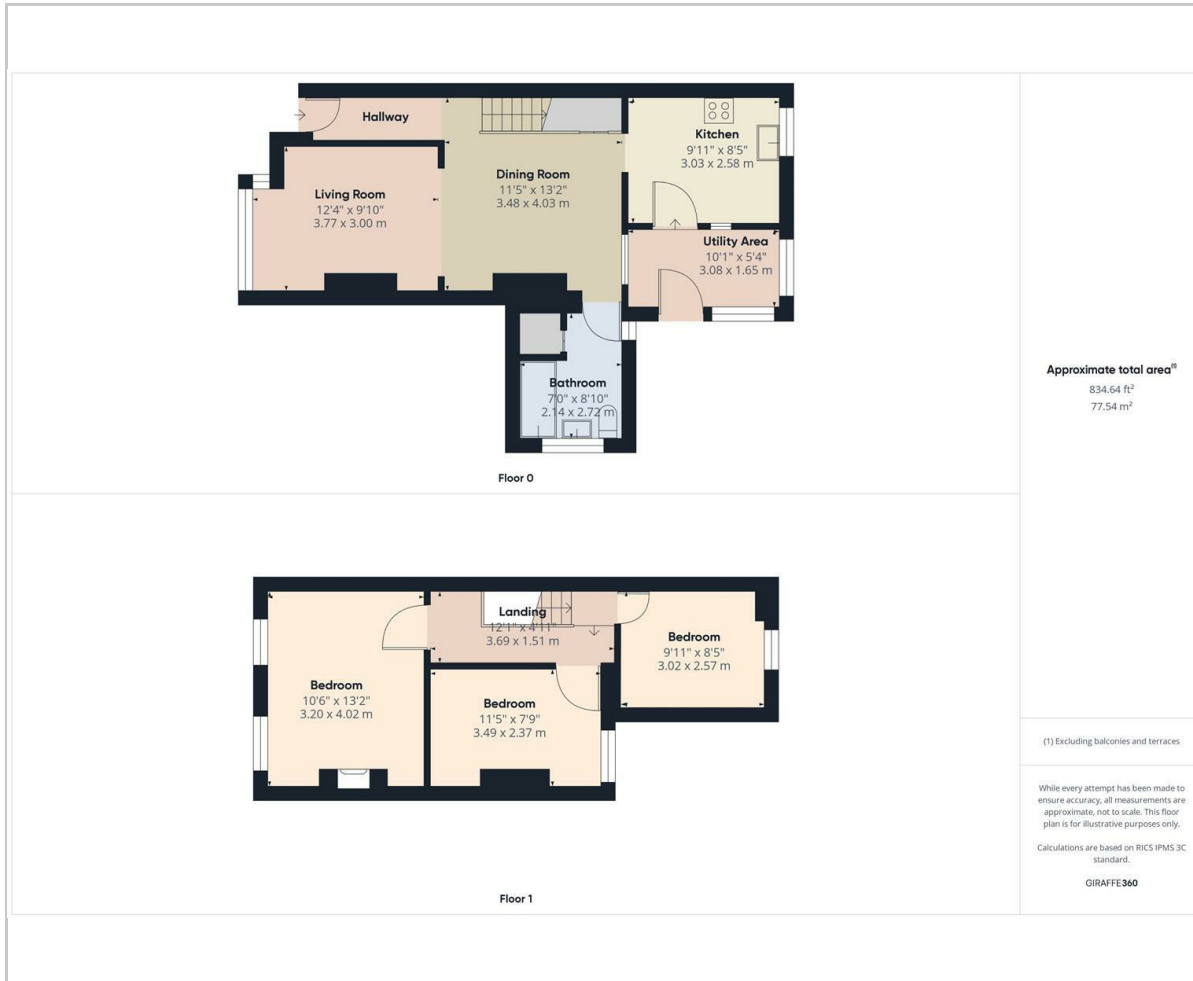 Hallway
Living Room
12'4" x 9'10"
3.77 x 3.00 m
Dining Room
11'5" x 13'2"
3.48 x 4.03 m
Kitchen
9'11" x 8'5"
3.03 x 2.58 m
Utility Area
10'1" x 5'4"
3.08 x 1.65 m
Bathroom
7'0" x 8'10"
2.14 x 2.72 m
Floor 0
Landing
12'1" x 4'11"
3.69 x 1.51 m
Bedroom
9'11" x 8'5"
3.02 x 2.57 m
Bedroom
10'6" x 13'2"
3.20 x 4.02 m
Bedroom
11'5" x 7'9"
3.49 x 2.37 m
Floor 1
Approximate total area(1)
834.64 ft²
77.54 m²
(1) Excluding balconies and terraces
While every attempt has been made to
ensure accuracy, all measurements are
approximate, not to scale. This floor
plan is for illustrative purposes only.
Calculations are based on RICS IPMS 3C
standard.
GIRAFFE360